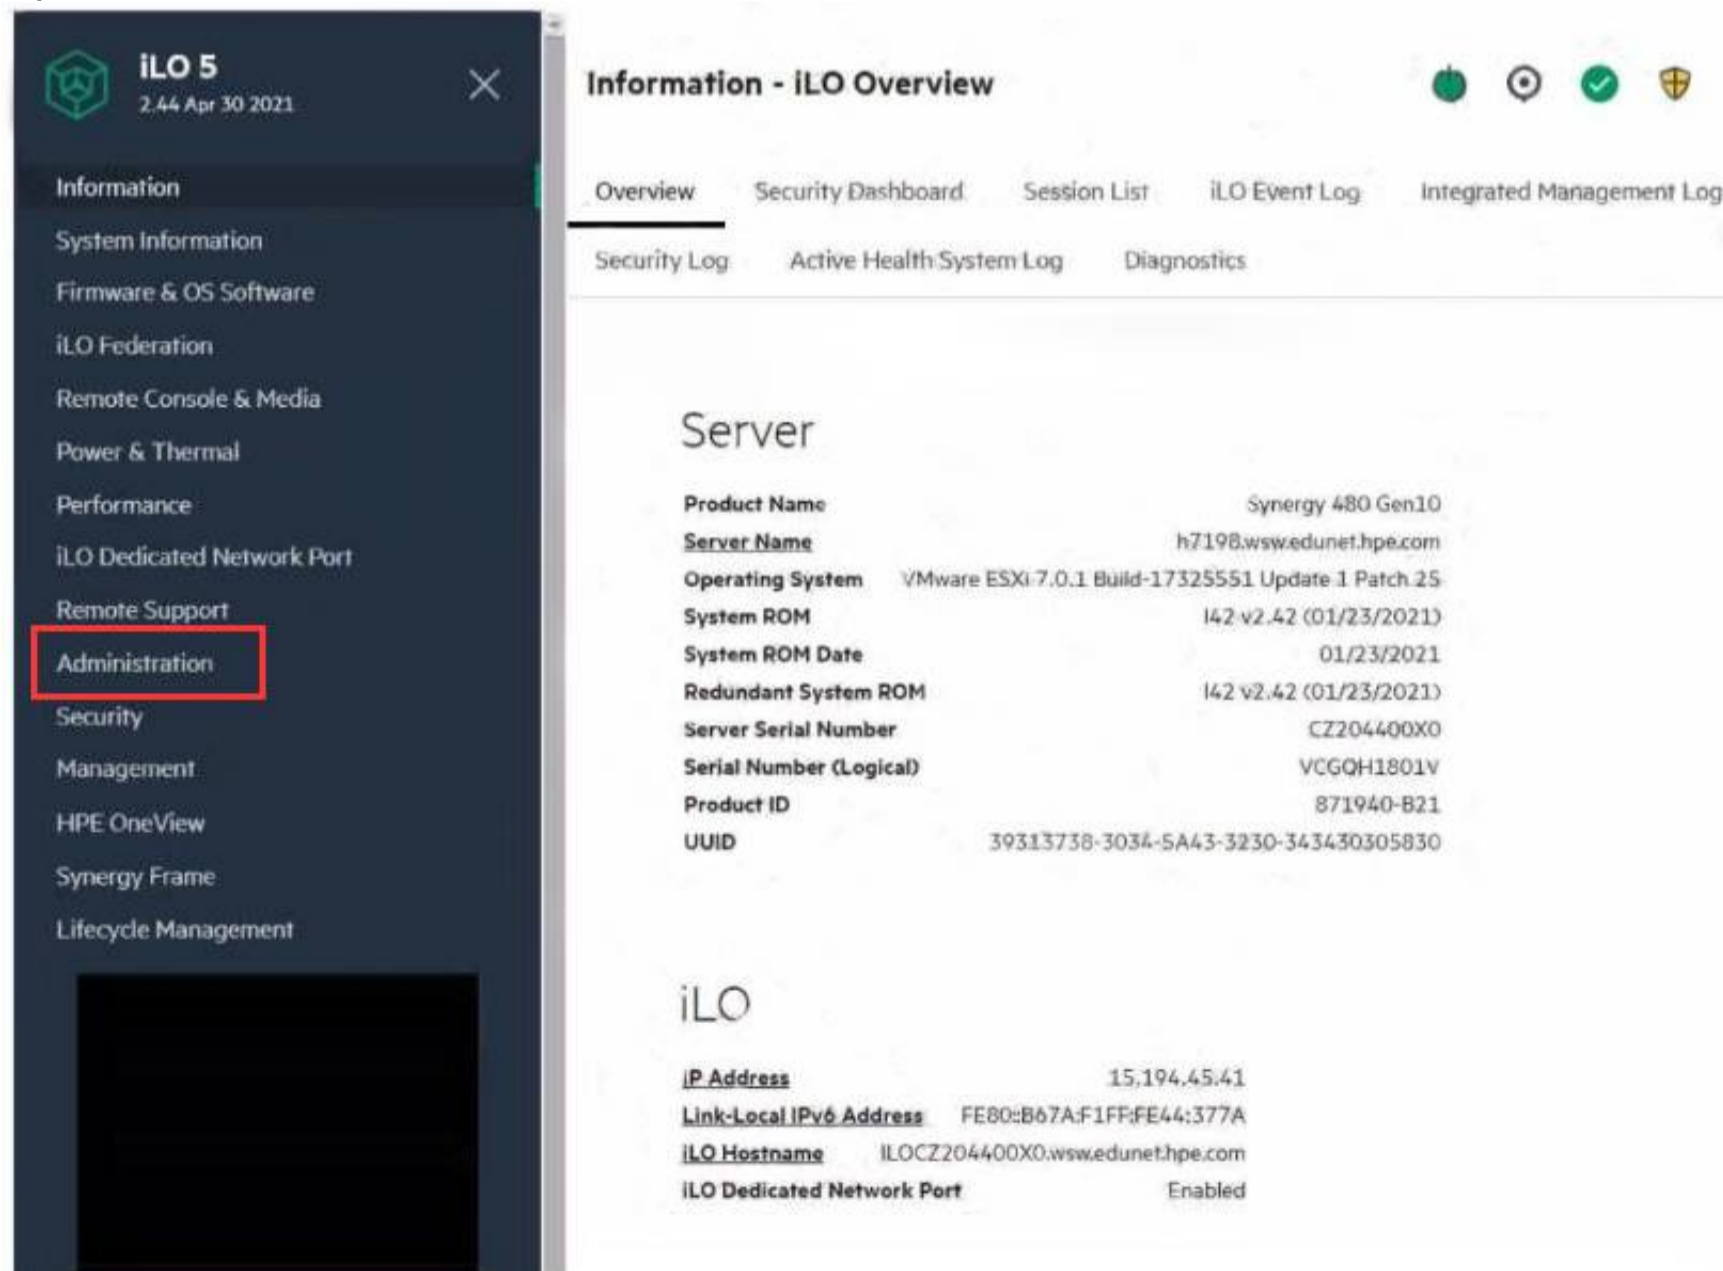 iLO 5
2.44 Apr 30 2021
Information
System Information
Firmware & OS Software
iLO Federation
Remote Console & Media
Power & Thermal
Performance
iLO Dedicated Network Port
Remote Support
Administration
Security
Management
HPE OneView
Synergy Frame
Lifecycle Management
Information - iLO Overview
Overview Security Dashboard Session List iLO Event Log Integrated Management Log
Security Log Active Health System Log Diagnostics
Server
Product Name Synergy 480 Gen10
Server Name h7198.wsw.edunet.hpe.com
Operating System VMware ESXi 7.0.1 Build-17325551 Update 1 Patch 25
System ROM I42 v2.42 (01/23/2021)
System ROM Date 01/23/2021
Redundant System ROM I42 v2.42 (01/23/2021)
Server Serial Number CZ204400X0
Serial Number (Logical) VCGQH1801V
Product ID 871940-B21
UUID 39313738-3034-5A43-3230-343430305830
iLO
IP Address 15.194.45.41
Link-Local IPv6 Address FE80::B67A:F1FF:FE44:377A
iLO Hostname ILOCZ204400X0.wsw.edunet.hpe.com
iLO Dedicated Network Port Enabled